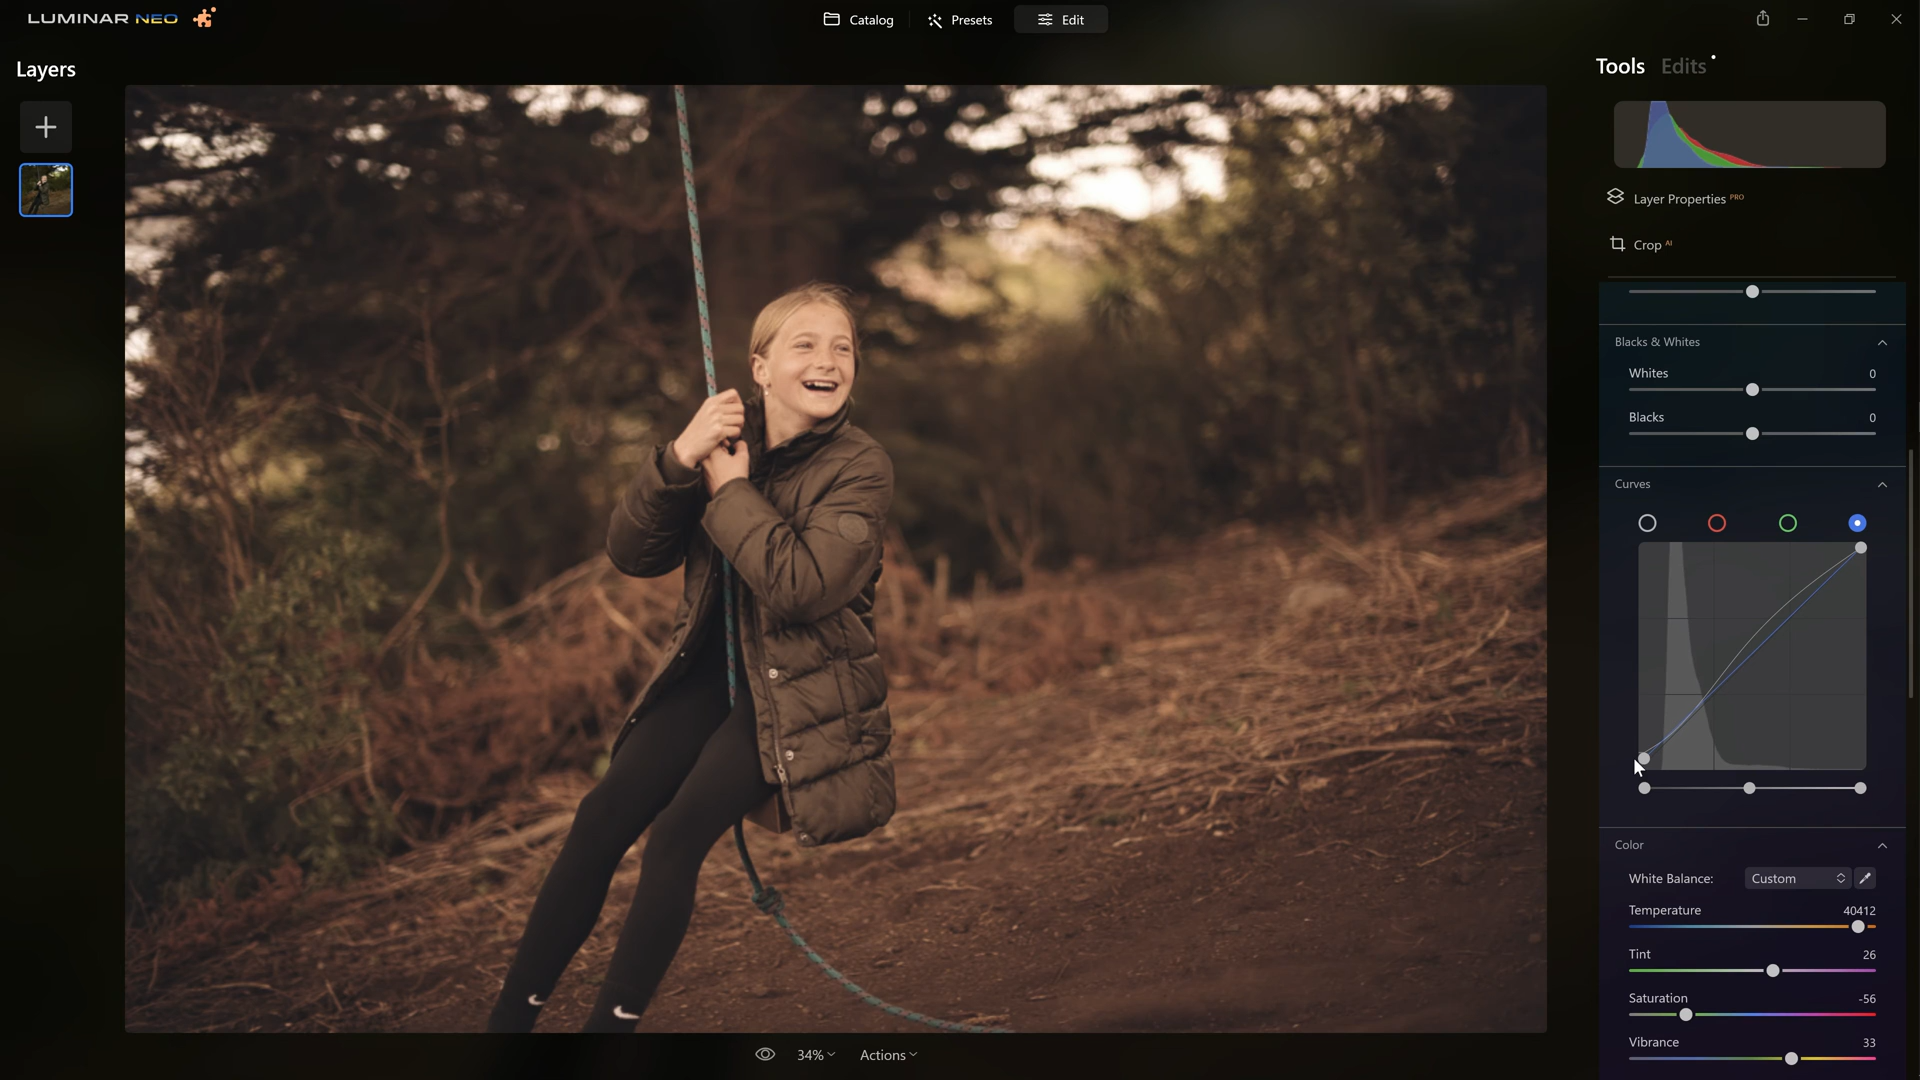 LUMINAR NEO
Catalog
Presets
Edit
Layers
Tools Edits
Layer Properties PRO
Crop AI
Blacks & Whites
Whites 0
Blacks 0
Curves
Color
White Balance: Custom
Temperature 40412
Tint 26
Saturation -56
Vibrance 33
34% Actions